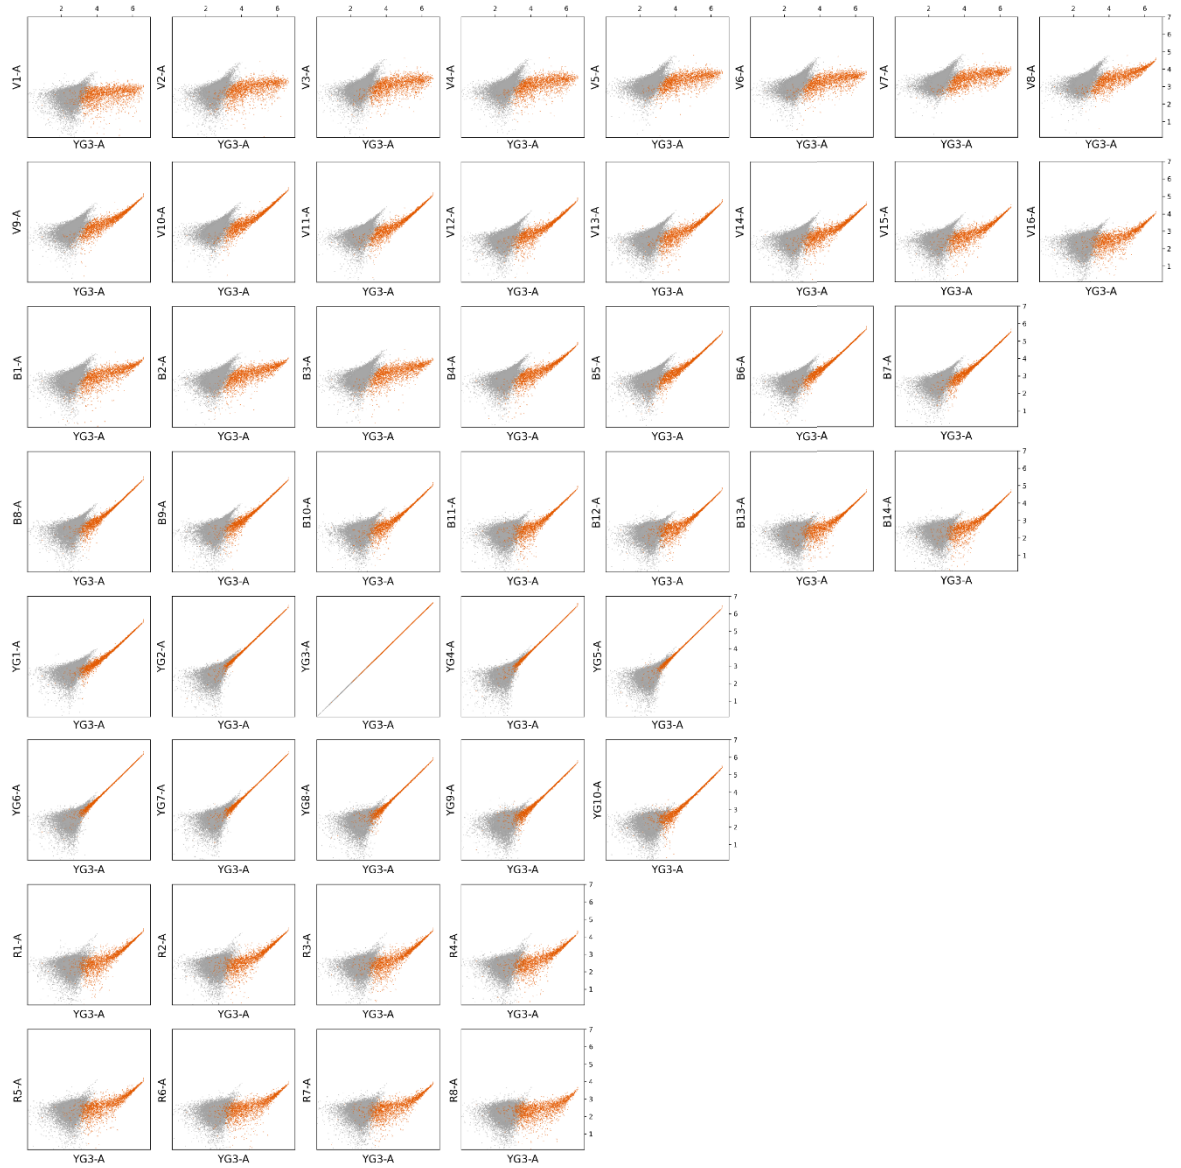 2 4 6 2 4 6 2 4 6 2 4 6 2 4 6 2 4 6 2 4 6 2 4 6
V1-A V2-A V3-A V4-A V5-A V6-A V7-A V8-A 7 6 5 4 3 2 1
YG3-A YG3-A YG3-A YG3-A YG3-A YG3-A YG3-A YG3-A
V9-A V10-A V11-A V12-A V13-A V14-A V15-A V16-A 7 6 5 4 3 2 1
YG3-A YG3-A YG3-A YG3-A YG3-A YG3-A YG3-A YG3-A
B1-A B2-A B3-A B4-A B5-A B6-A B7-A 7 6 5 4 3 2 1
YG3-A YG3-A YG3-A YG3-A YG3-A YG3-A YG3-A
B8-A B9-A B10-A B11-A B12-A B13-A B14-A 7 6 5 4 3 2 1
YG3-A YG3-A YG3-A YG3-A YG3-A YG3-A YG3-A
YG1-A YG2-A YG3-A YG4-A YG5-A 7 6 5 4 3 2 1
YG3-A YG3-A YG3-A YG3-A YG3-A
YG6-A YG7-A YG8-A YG9-A YG10-A 7 6 5 4 3 2 1
YG3-A YG3-A YG3-A YG3-A YG3-A
R1-A R2-A R3-A R4-A 7 6 5 4 3 2 1
YG3-A YG3-A YG3-A YG3-A
R5-A R6-A R7-A R8-A 7 6 5 4 3 2 1
YG3-A YG3-A YG3-A YG3-A